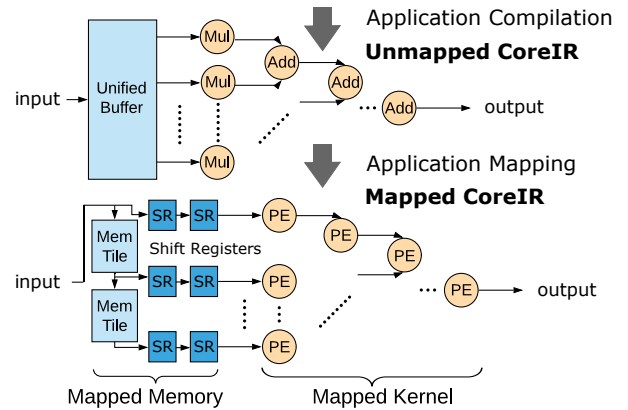 Application Compilation
Unmapped CoreIR
Mul
Add
Unified
Buffer
Mul
Add
input
Add
output
Mul
Application Mapping
Mapped CoreIR
SR SR
PE
Mem
Tile
Shift Registers
PE
PE
input
SR SR
PE
PE
output
Mem
Tile
SR SR
PE
Mapped Memory
Mapped Kernel